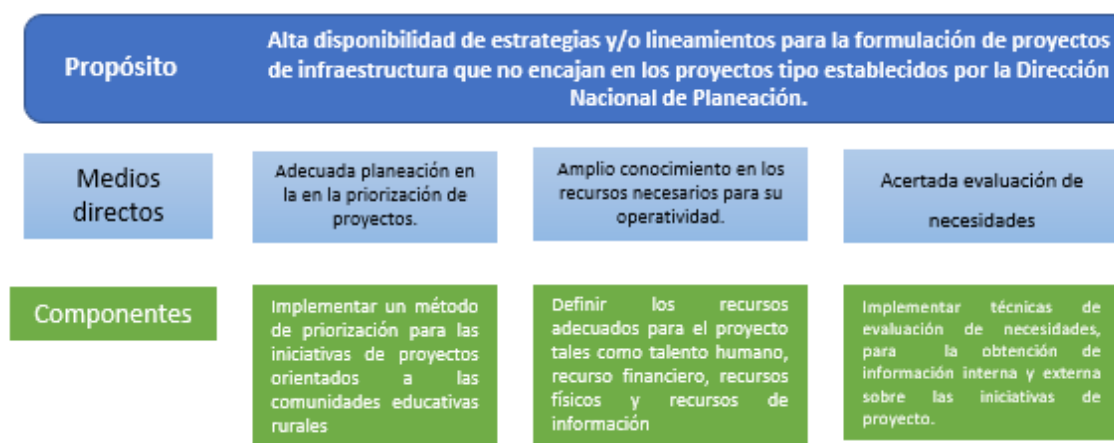 Propósito
Alta disponibilidad de estrategias y/o lineamientos para la formulación de proyectos
de infraestructura que no encajan en los proyectos tipo establecidos por la Dirección
Nacional de Planeación.
Medios
directos
Adecuada planeación en
la en la priorización de
proyectos.
Amplio conocimiento en los
recursos necesarios para su
operatividad.
Acertada evaluación de
necesidades
Componentes
Implementar un método
de priorización para las
iniciativas de proyectos
orientados a las
comunidades educativas
rurales
Definir los recursos
adecuados para el proyecto
tales como talento humano,
recurso financiero, recursos
físicos y recursos de
información
Implementar técnicas de
evaluación de necesidades,
para la obtención de
información interna y externa
sobre las iniciativas de
proyecto.